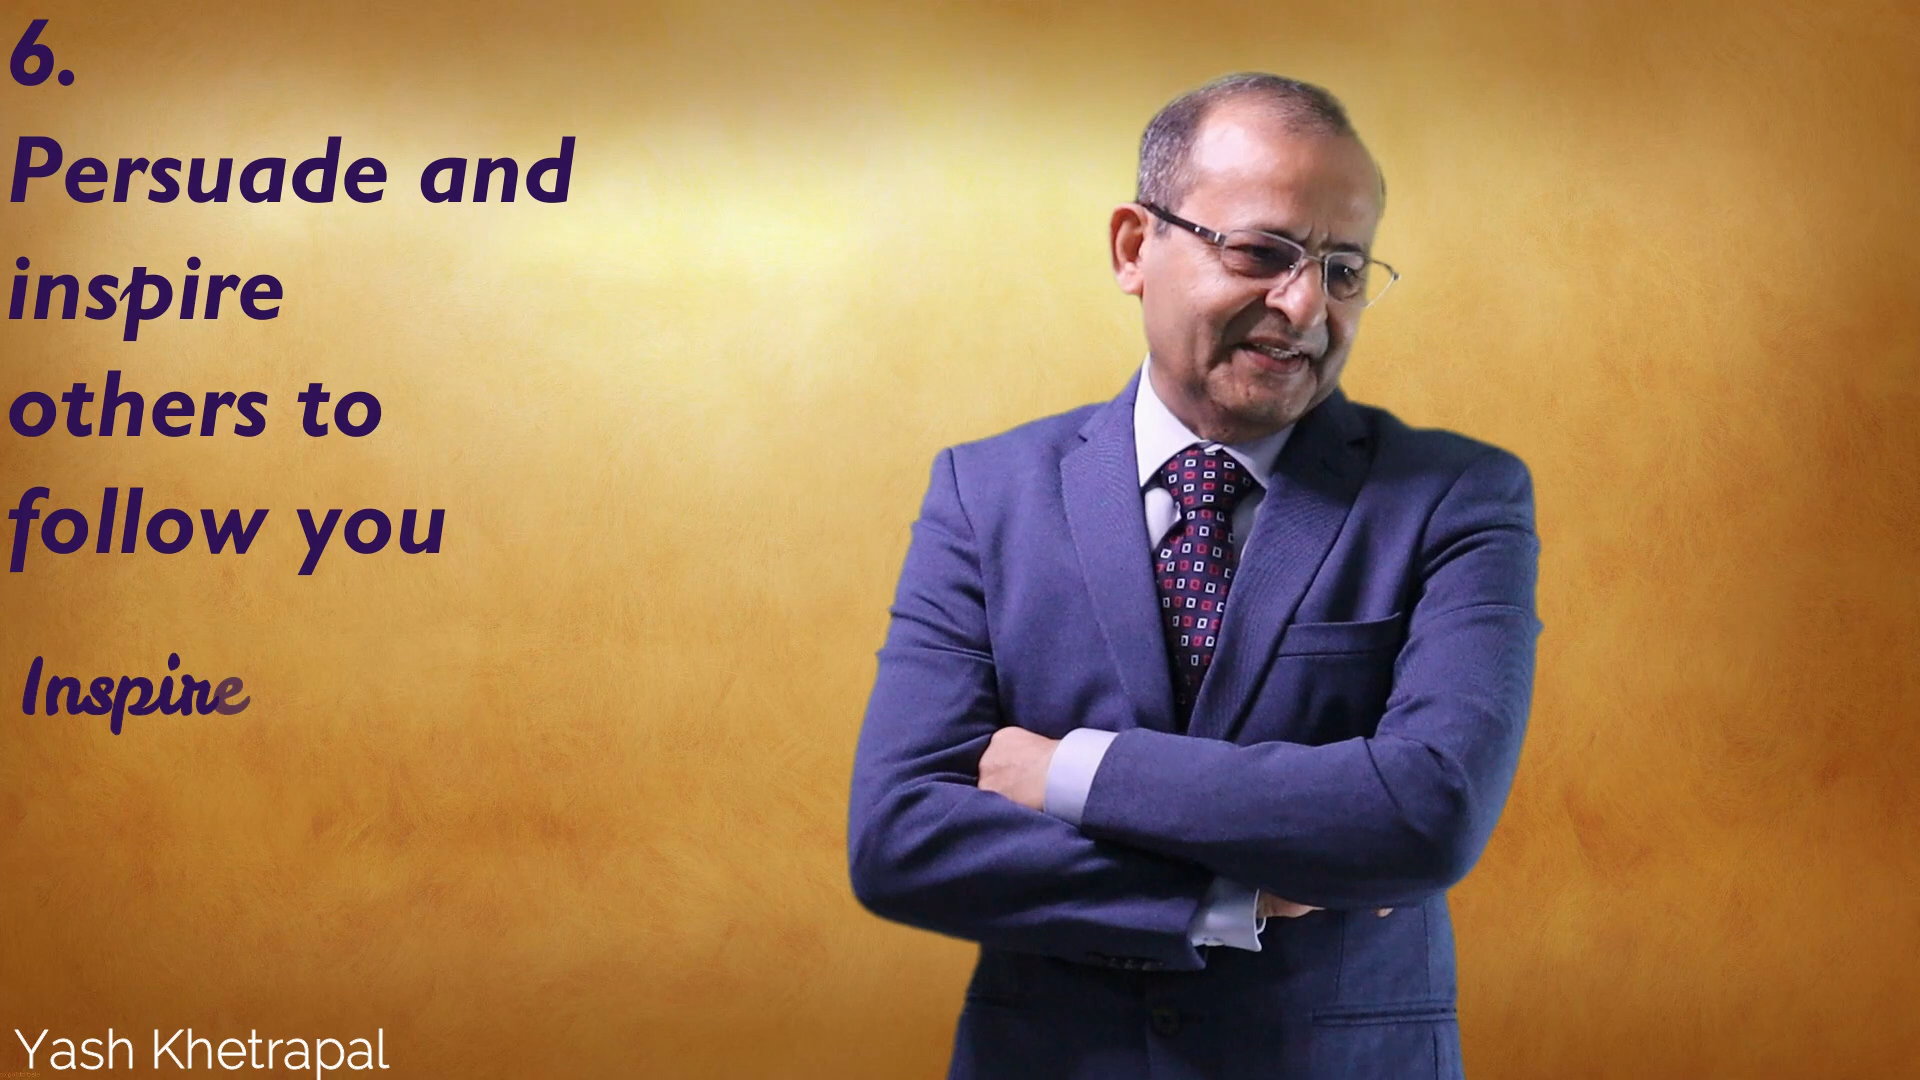 6.
Persuade and
inspire
others to
follow you
Inspire
Yash Khetrapal